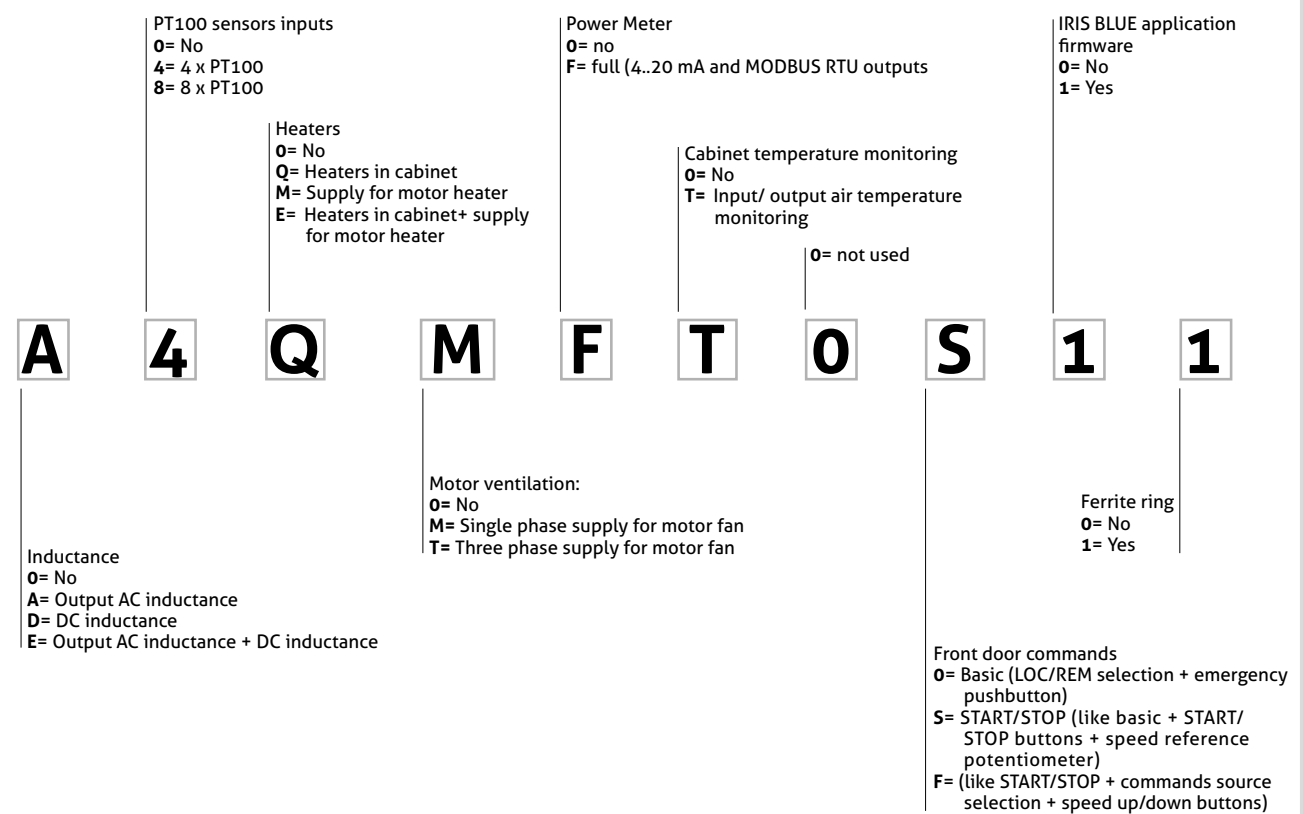 PT100 sensors inputs
0= No
4= 4 x PT100
8= 8 x PT100
Heaters
0= No
Q= Heaters in cabinet
M= Supply for motor heater
E= Heaters in cabinet+ supply
for motor heater
Power Meter
0= no
F= full (4..20 mA and MODBUS RTU outputs
Cabinet temperature monitoring
0= No
T= Input/ output air temperature
monitoring
0= not used
IRIS BLUE application
firmware
0= No
1= Yes
A 4 Q M F T 0 S 1 1
Inductance
0= No
A= Output AC inductance
D= DC inductance
E= Output AC inductance + DC inductance
Motor ventilation:
0= No
M= Single phase supply for motor fan
T= Three phase supply for motor fan
Front door commands
0= Basic (LOC/REM selection + emergency
pushbutton)
S= START/STOP (like basic + START/
STOP buttons + speed reference
potentiometer)
F= (like START/STOP + commands source
selection + speed up/down buttons)
Ferrite ring
0= No
1= Yes